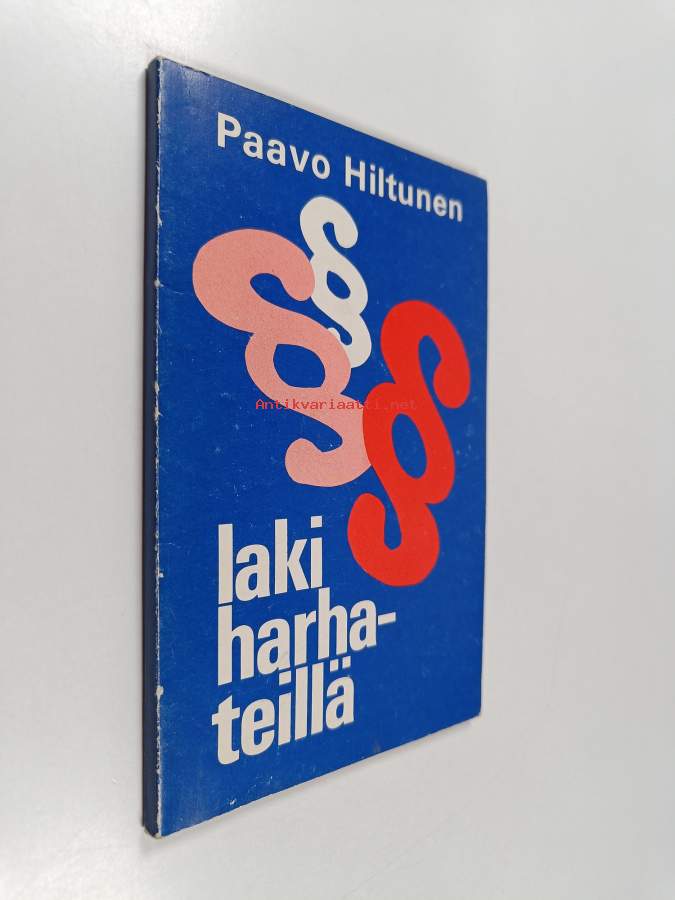 Paavo Hiltunen
§
§
§
Antikvariaatti.net
laki
harha-
teillä